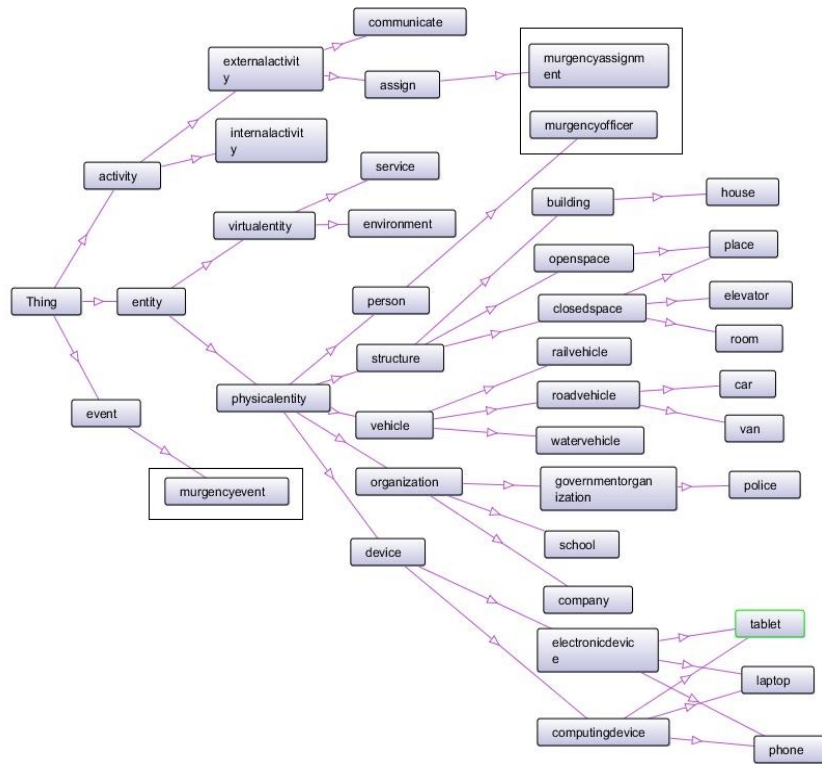 communicate
externalactivit
y
murgencyassignm
ent
assign
murgencyofficer
internalactivit
y
service
activity
building
house
virtualentity
environment
place
openspace
Thing
entity
person
closedspace
elevator
room
structure
railvehicle
car
physicalentity
roadvehicle
event
vehicle
van
watervehicle
organization
governmentorgan
ization
police
murgencyevent
school
device
company
tablet
electronicdevic
e
laptop
computingdevice
phone